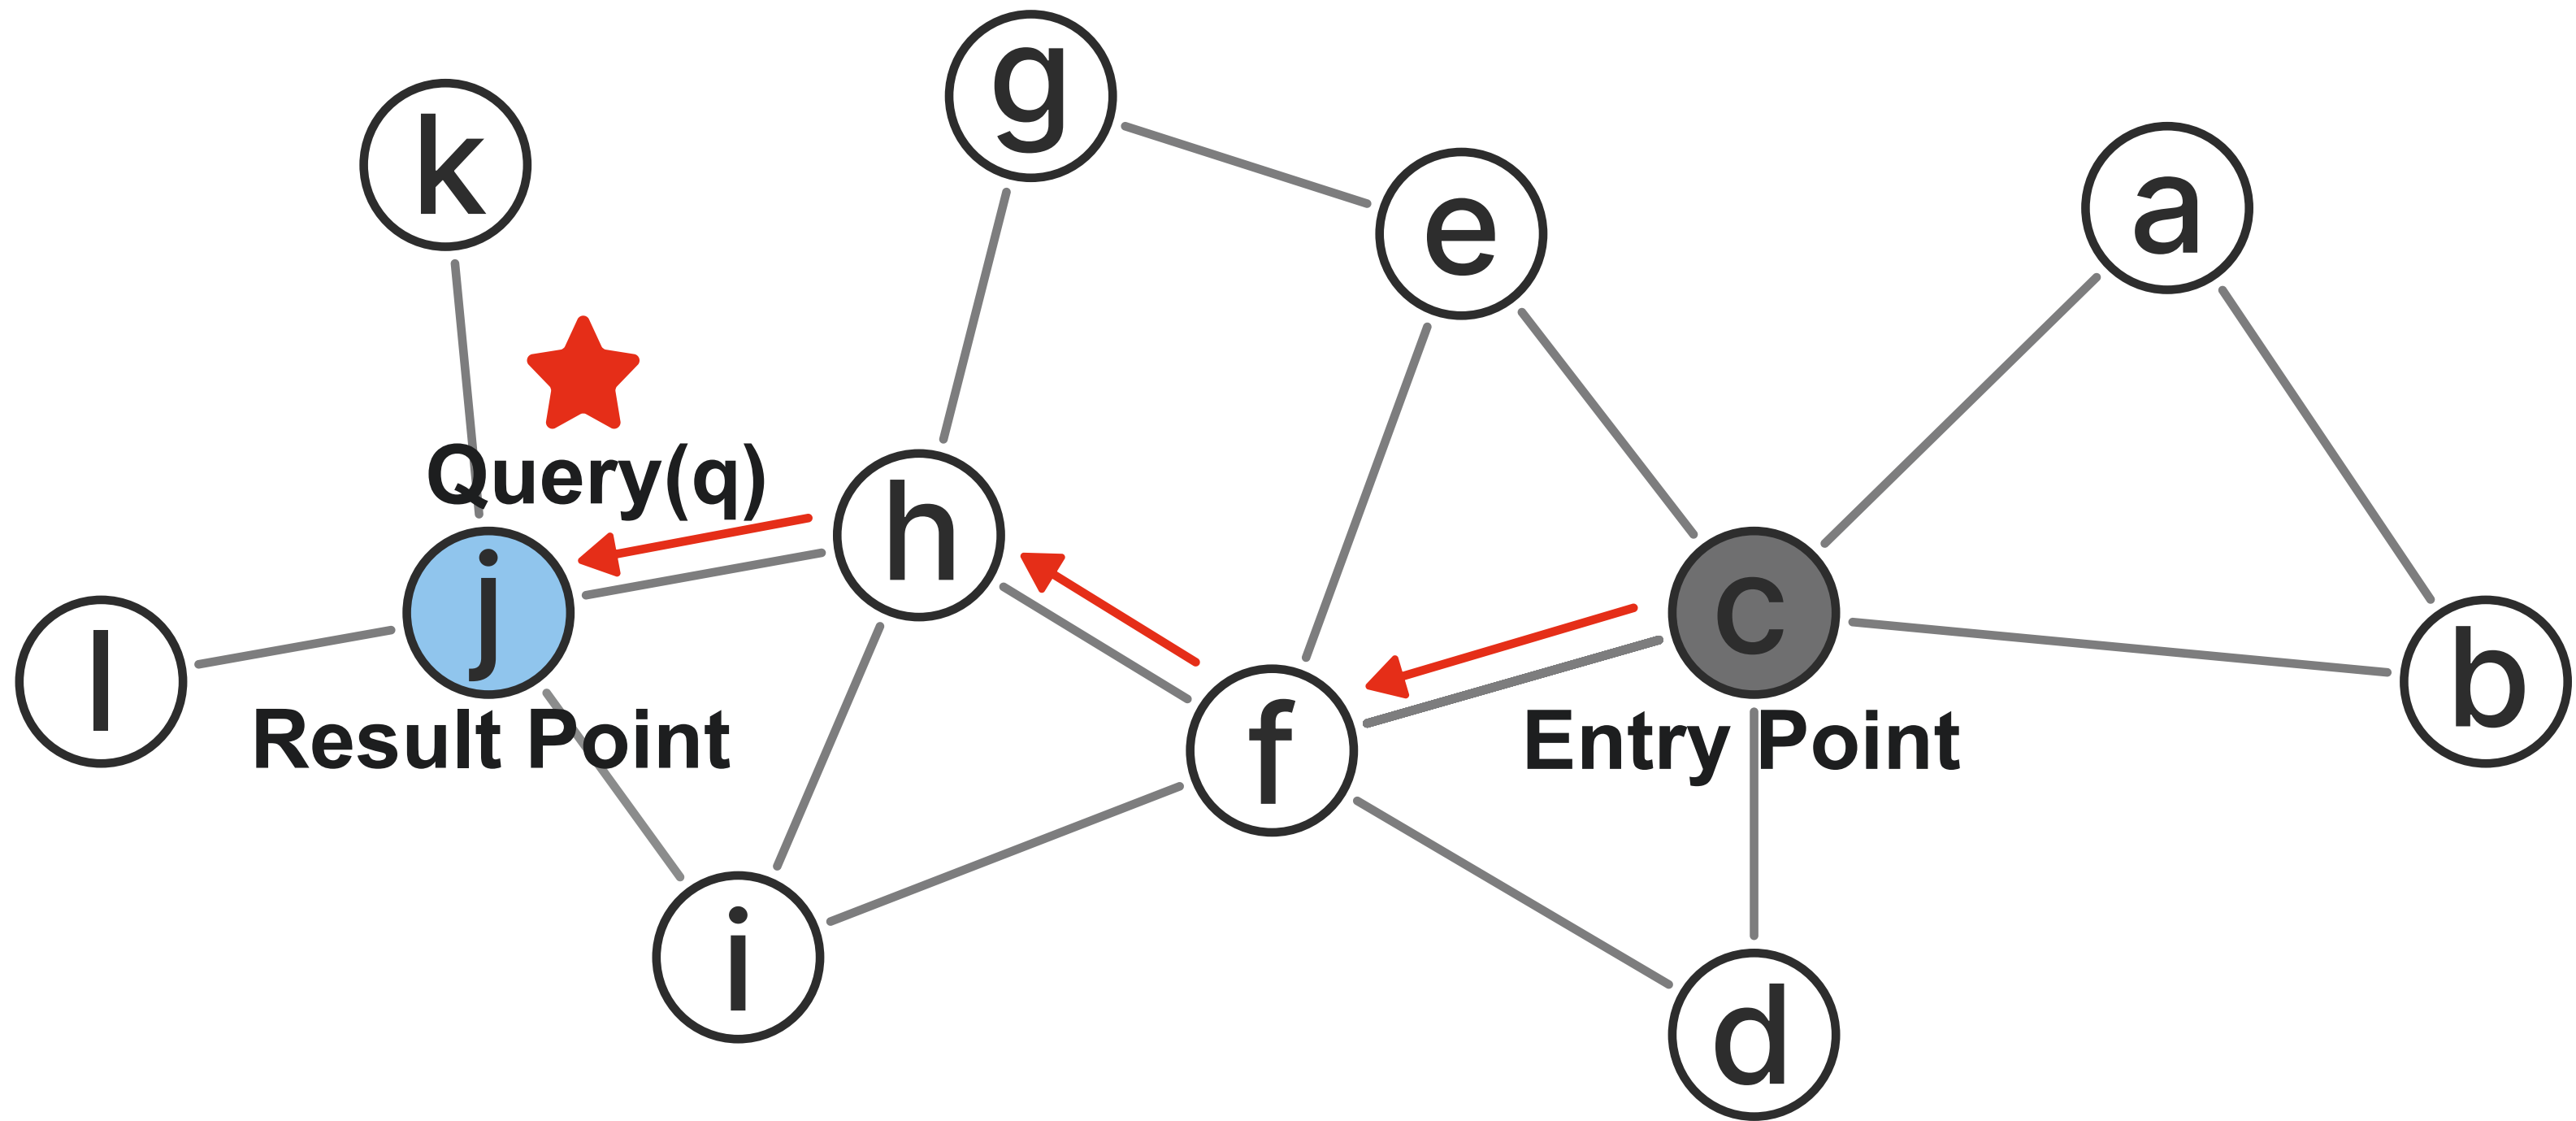 g
k
a
e
Query(q)
h
j
c
l
b
Result Point
f
Entry Point
i
d